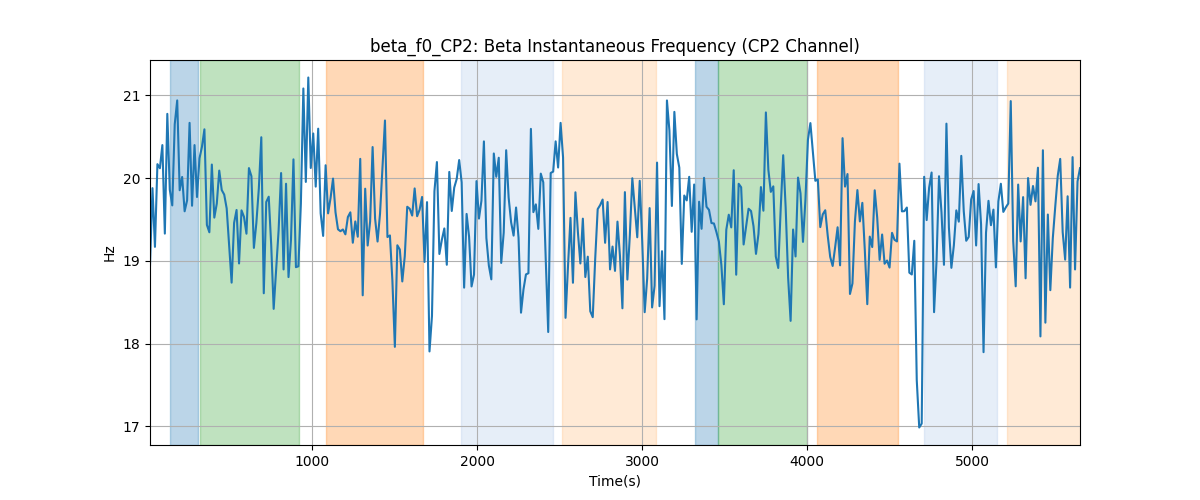 beta_f0_CP2: Beta Instantaneous Frequency (CP2 Channel)
21
20
19
18
17
Hz
1000 2000 3000 4000 5000
Time(s)